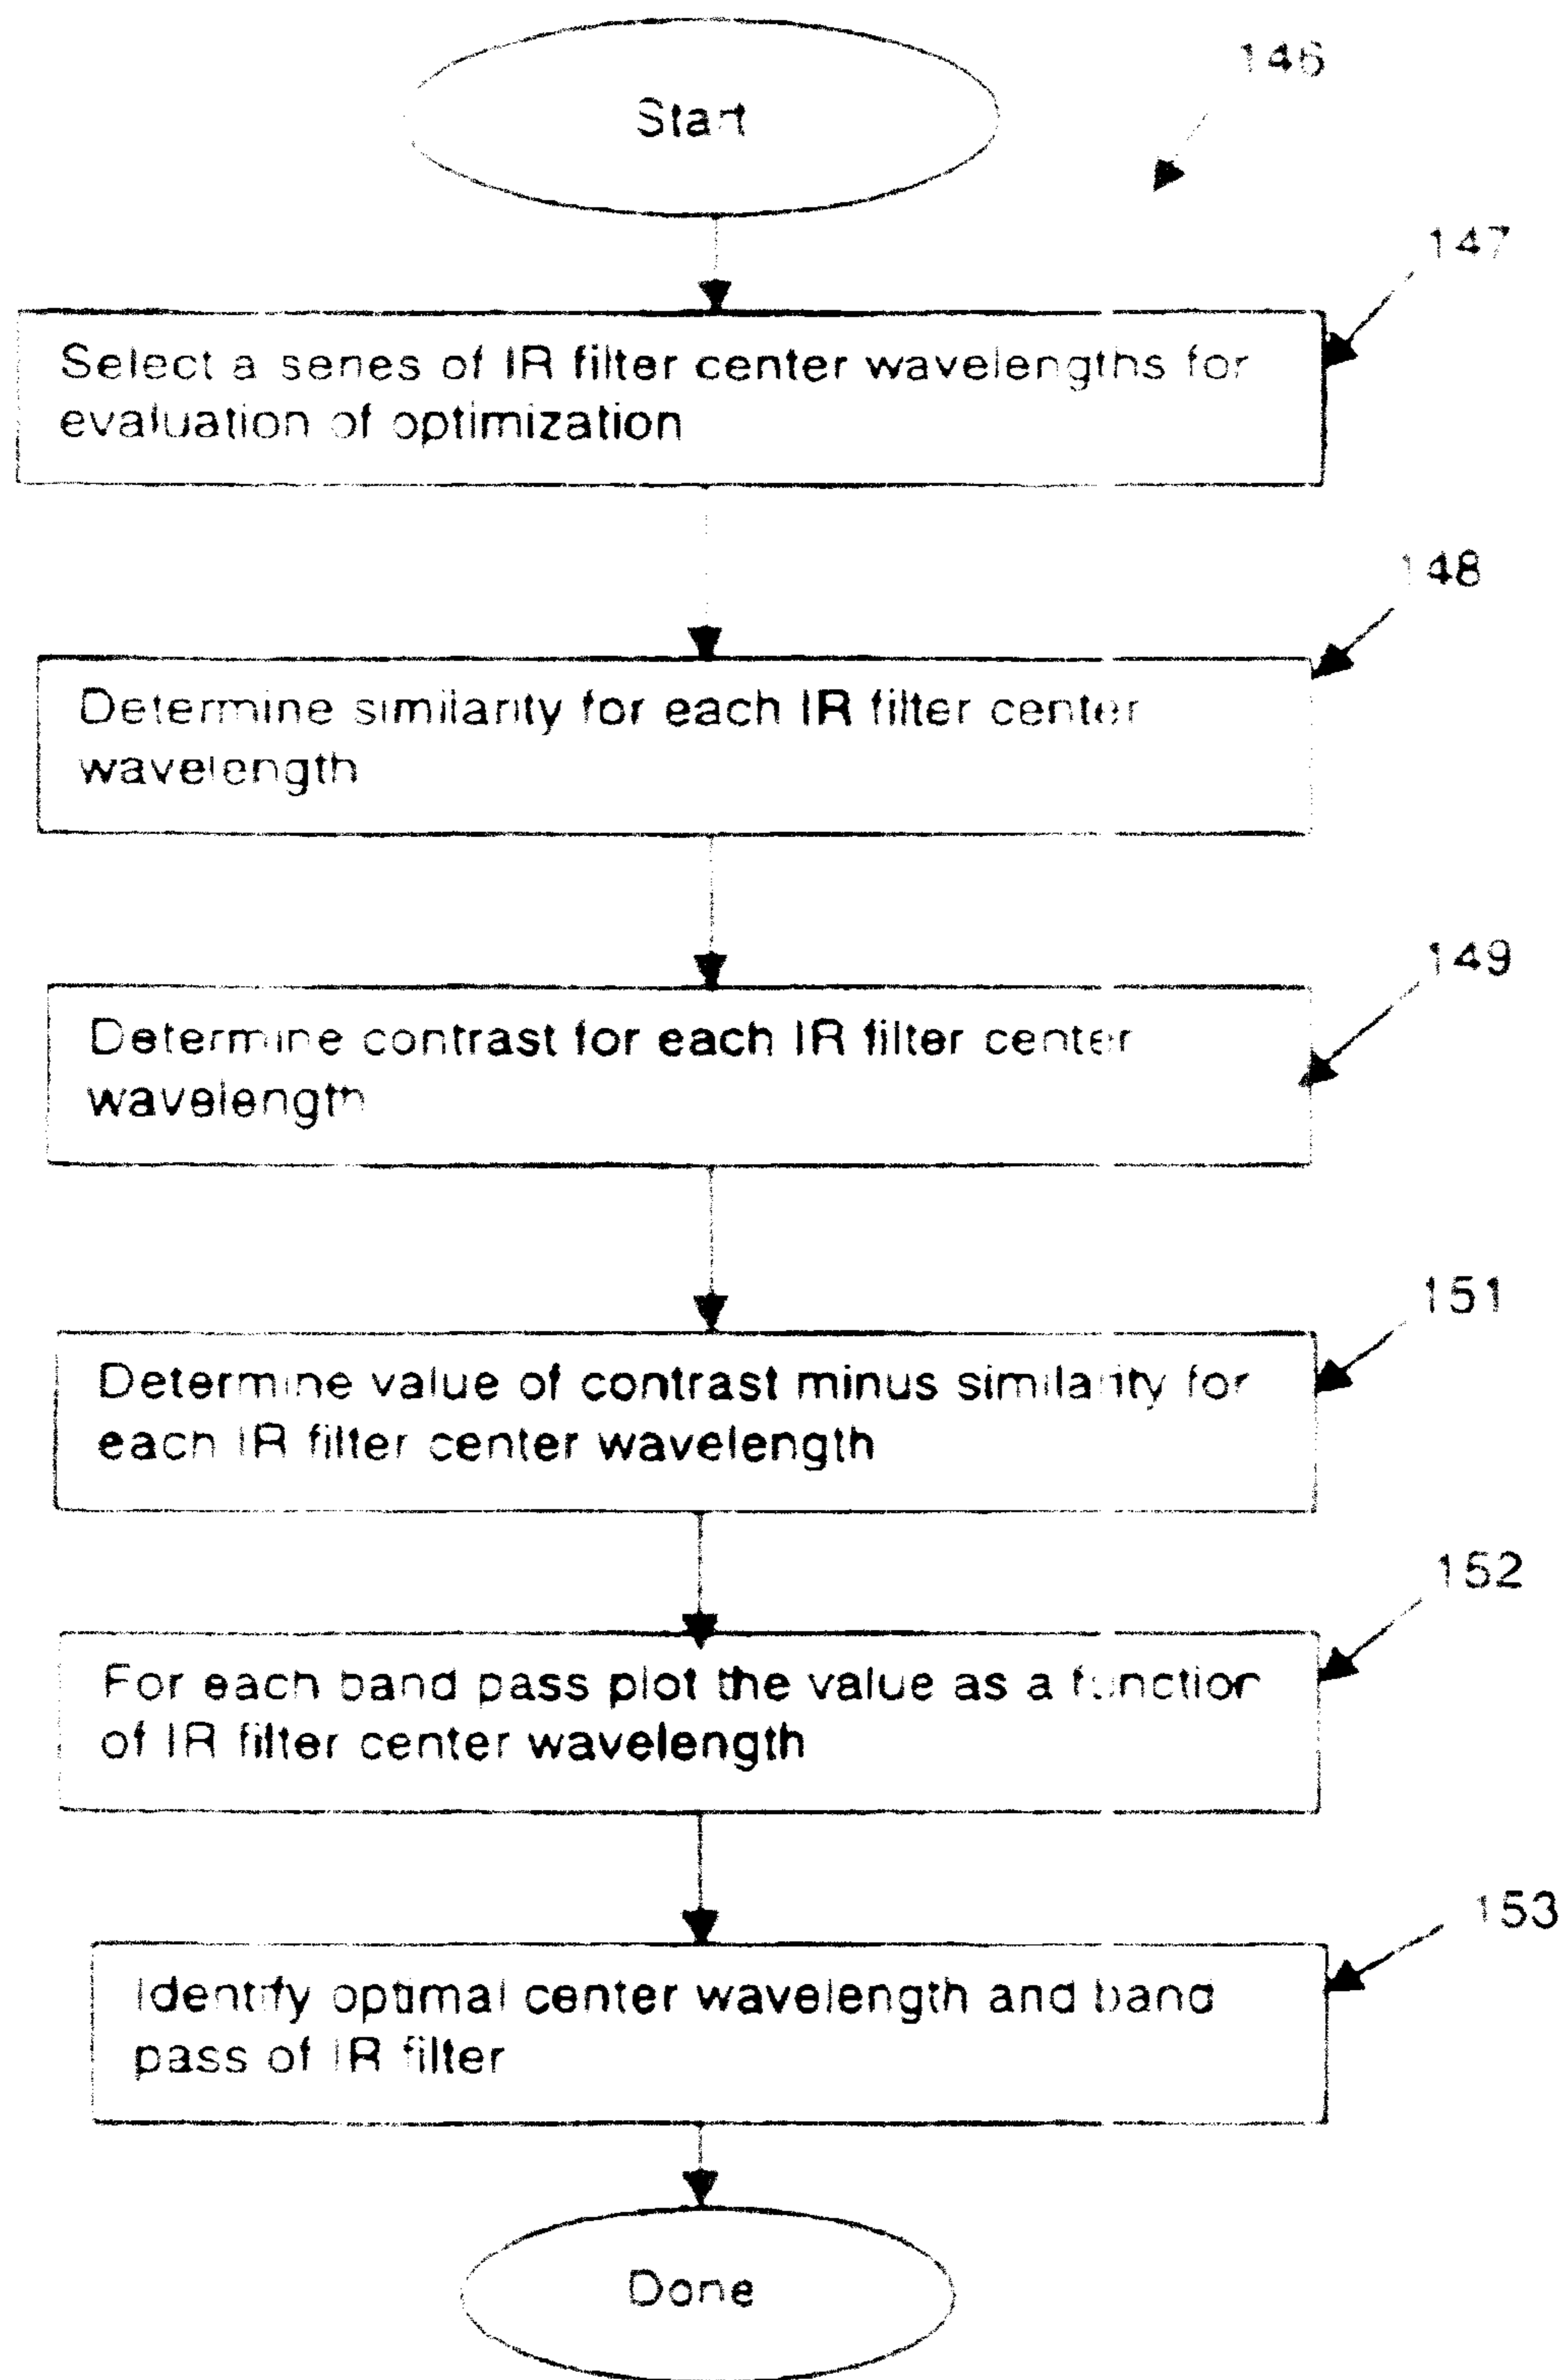 Start
146
147
Select a series of IR filter center wavelengths for
evaluation of optimization
148
Determine similarity for each IR filter center
wavelength
149
Determine contrast for each IR filter center
wavelength
151
Determine value of contrast minus similarity for
each IR filter center wavelength
152
For each band pass plot the value as a function
of IR filter center wavelength
153
Identify optimal center wavelength and band
pass of IR filter
Done